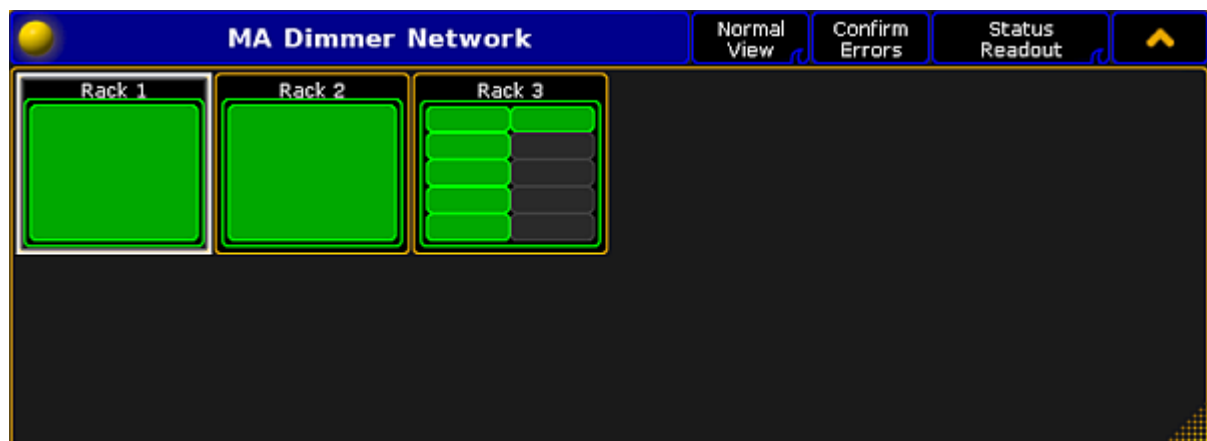 MA Dimmer Network
Normal
View
Confirm
Errors
Status
Readout
Rack 1
Rack 2
Rack 3